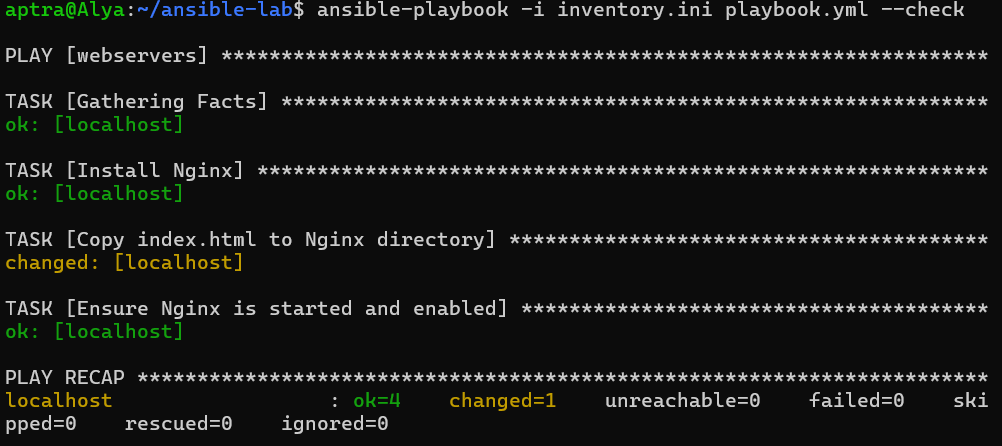 aptra@Alya:~/ansible-lab$ ansible-playbook -i inventory.ini playbook.yml --check
PLAY [webservers] ****************************************************************
TASK [Gathering Facts] ***********************************************************
ok: [localhost]
TASK [Install Nginx] *************************************************************
ok: [localhost]
TASK [Copy index.html to Nginx directory] ****************************************
changed: [localhost]
TASK [Ensure Nginx is started and enabled] ***************************************
ok: [localhost]
PLAY RECAP ***********************************************************************
localhost                  : ok=4    changed=1    unreachable=0    failed=0    ski
pped=0    rescued=0    ignored=0